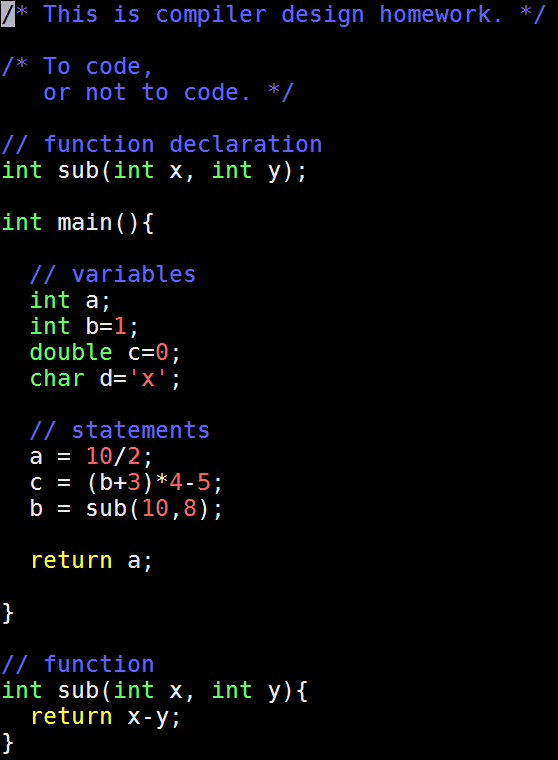 /* This is compiler design homework. */
/* To code,
   or not to code. */
// function declaration
int sub(int x, int y);
int main(){
  // variables
  int a;
  int b=1;
  double c=0;
  char d='x';
  // statements
  a = 10/2;
  c = (b+3)*4-5;
  b = sub(10,8);
  return a;
}
// function
int sub(int x, int y){
  return x-y;
}